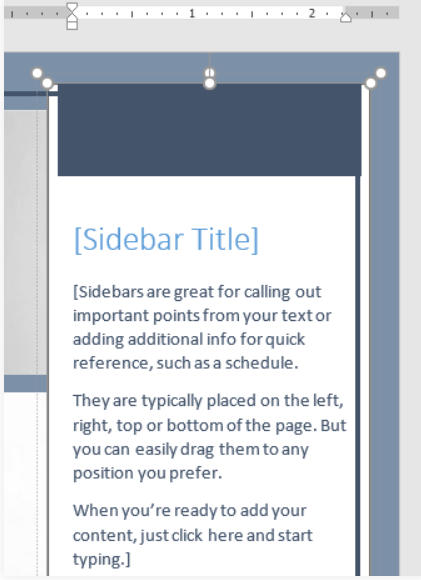 1 2
[Sidebar Title]
[Sidebars are great for calling out
important points from your text or
adding additional info for quick
reference, such as a schedule.
They are typically placed on the left,
right, top or bottom of the page. But
you can easily drag them to any
position you prefer.
When you’re ready to add your
content, just click here and start
typing.]